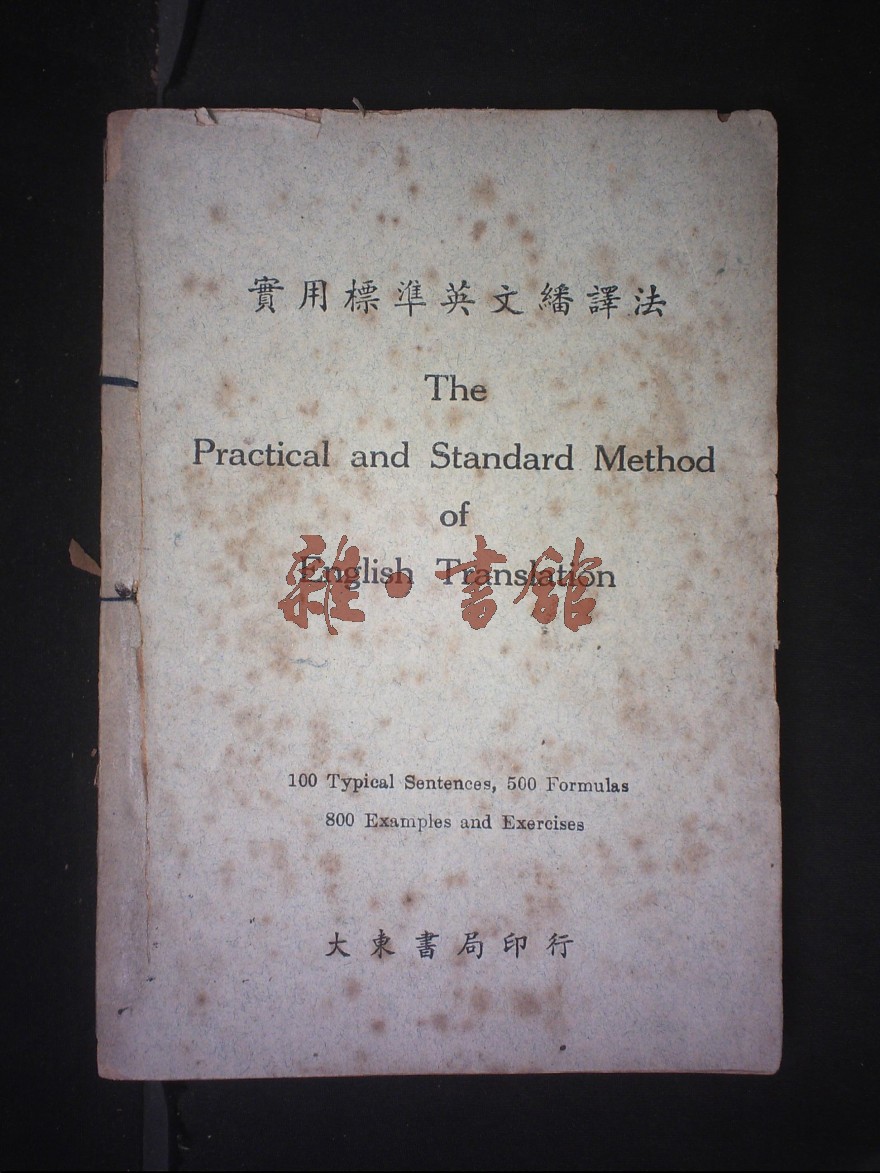 實用標準英文繙譯法
The
Practical and Standard Method
of
English Translation
雜·書館
100 Typical Sentences, 500 Formulas
800 Examples and Exercises
大東書局印行